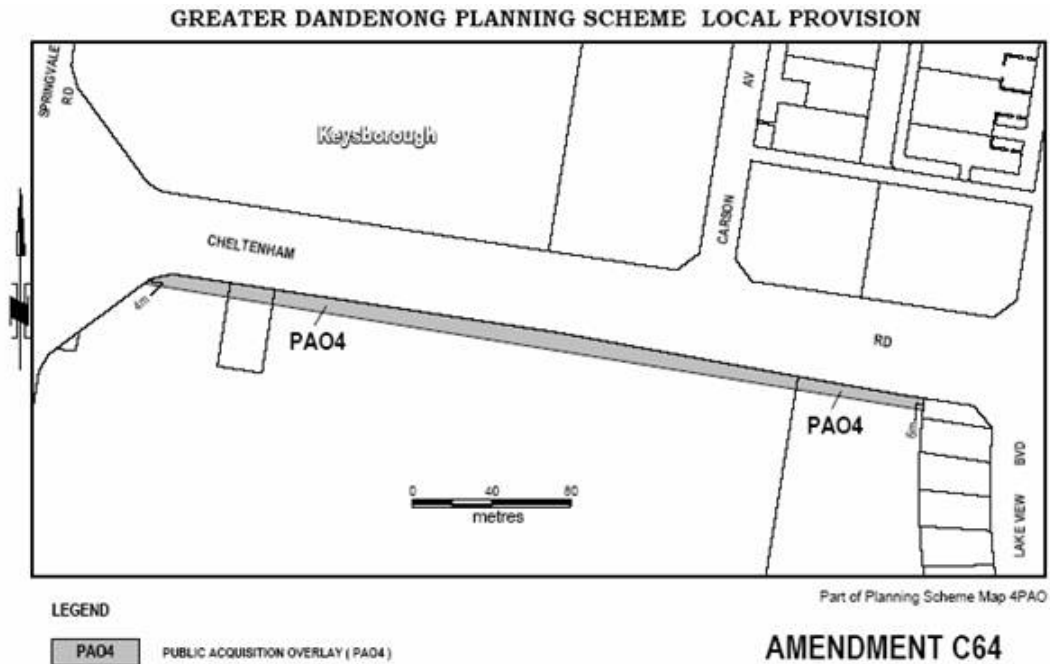 GREATER DANDENONG PLANNING SCHEME LOCAL PROVISION
SPRINGVALE
RD
Keysborough
AV
CARSON
CHELTENHAM
4m
PAO4
RD
PAO4
6m
BVD
LAKE VIEW
0 40 80
metres
Part of Planning Scheme Map 4PAO
LEGEND
PAO4 PUBLIC ACQUISITION OVERLAY ( PAO4 )
AMENDMENT C64